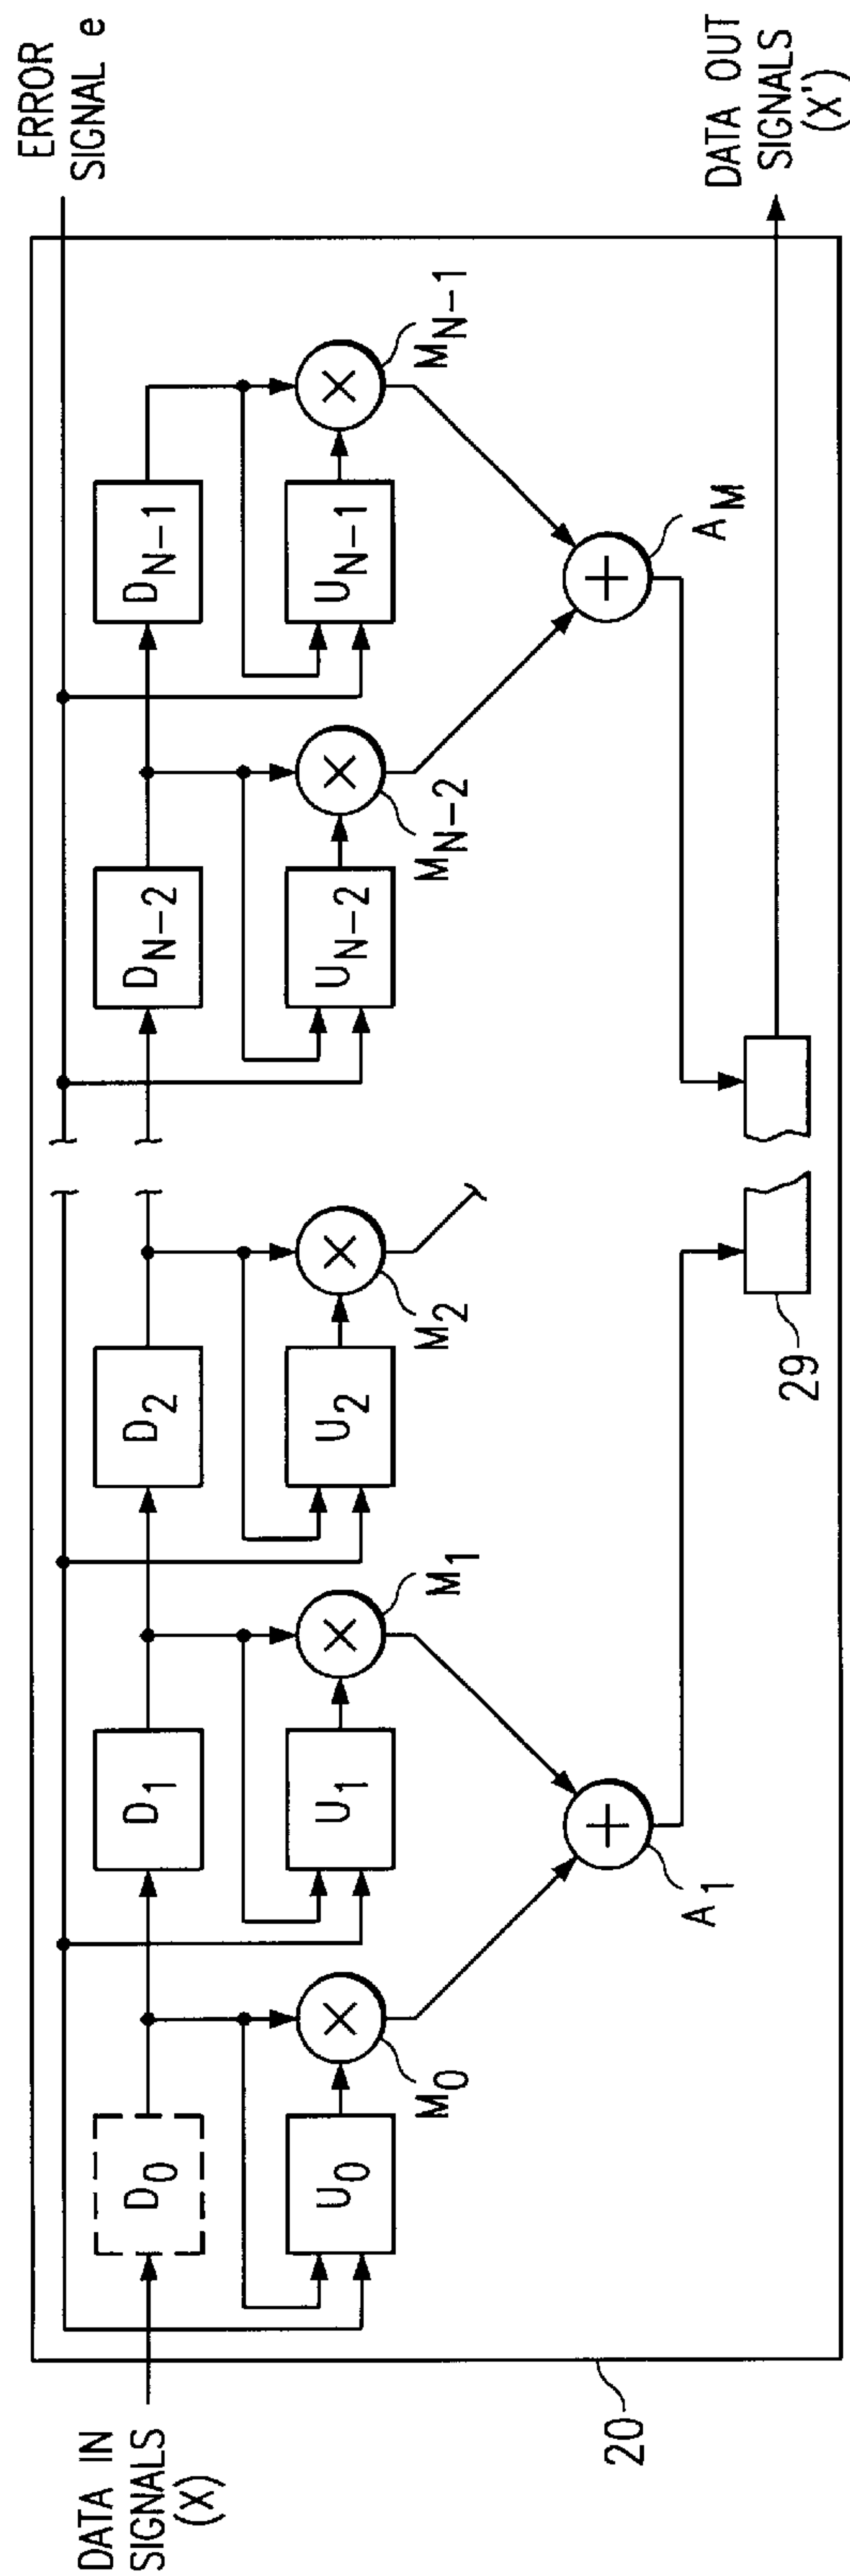 ERROR
SIGNAL e
D0
D1
D2
DN-2
DN-1
U0
U1
U2
UN-2
UN-1
M0
M1
M2
MN-2
MN-1
A1
AM
29
20
DATA IN
SIGNALS
(X)
DATA OUT
SIGNALS
(X')